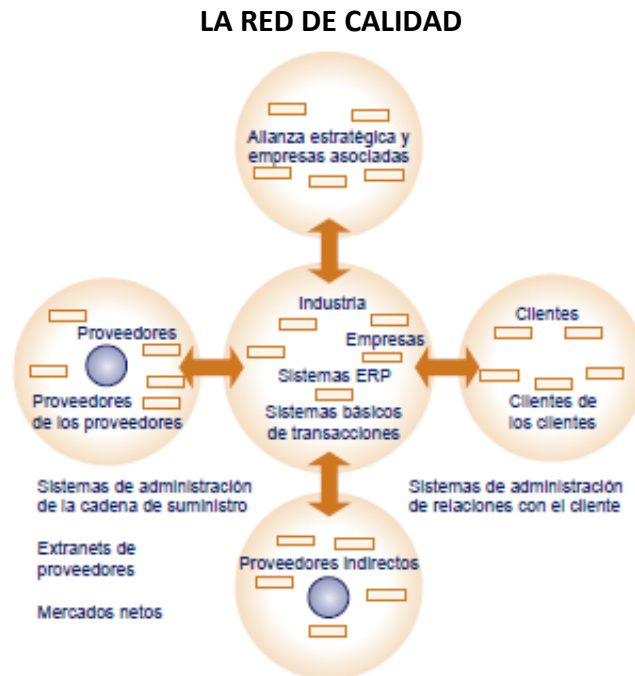 LA RED DE CALIDAD
Alianza estratégica y
empresas asociadas
Industria
Empresas
Sistemas ERP
Sistemas básicos
de transacciones
Proveedores
Proveedores
de los proveedores
Clientes
Clientes de
los clientes
Sistemas de administración
de la cadena de suministro
Extranets de
proveedores
Mercados netos
Sistemas de administración
de relaciones con el cliente
Proveedores indirectos